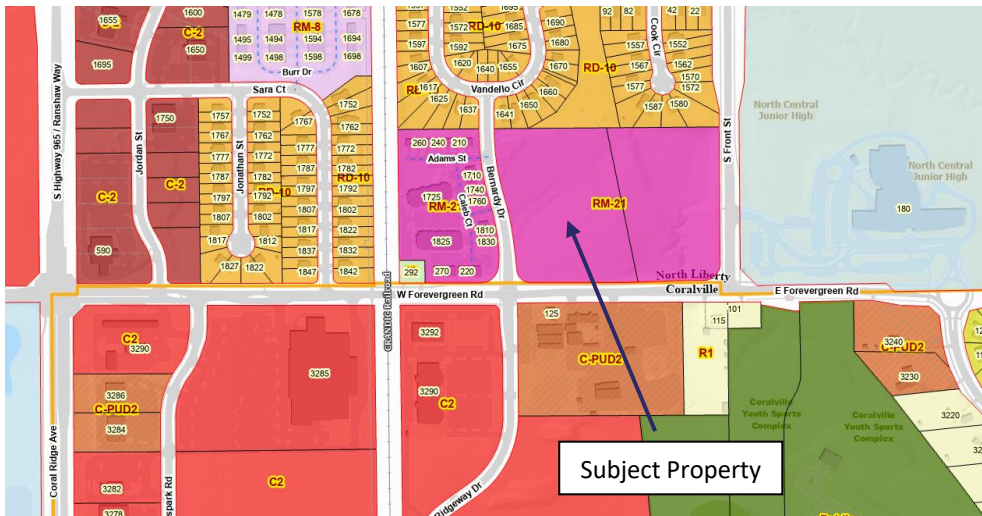 1655
C-2
1695
1600
C-2
1650
1479
1478
1578
1678
RM-8
1495
1494
1594
1694
1499
1498
1598
1698
Burr Dr
Sara Ct
1577
1597
1607
1617
1625
1637
1641
1552
1572
1592
1620
1640
1655
RD-10
1685
1675
1690
1680
1670
1660
1650
Vandello Cir
RD-10
92
82
42
22
Cook Cir
1557
1567
1577
1587
1552
1562
1570
1572
1580
S Front St
North Central
Junior High
North Central
Junior High
180
S Highway 965 / Ranshaw Way
Jordan St
1750
C-2
C-2
590
1757
1767
1777
1787
1797
1807
1817
1827
Jonathan St
1752
1762
1772
1782
1792
1802
1812
1822
RD-10
1767
1777
1787
1797
1807
1817
1837
1847
1752
1762
1772
1782
1792
1802
1822
1832
1842
RD-10
260
240
210
Adams St
1725
1825
1710
1740
1760
1810
1830
Caleb Ct
Bernardy Dr
292
270
220
RM-21
North Liberty
Coralville
CRANDIC Railroad
W Forevergreen Rd
E Forevergreen Rd
C2
3290
3286
C-PUD2
3284
3282
3278
Coral Ridge Ave
spark Rd
3285
C2
3292
3290
C2
Ridgeway Dr
125
C-PUD2
115
101
R1
Coralville
Youth Sports
Complex
Coralville
Youth Sports
Complex
3240
C-PUD2
3230
3220
Subject Property